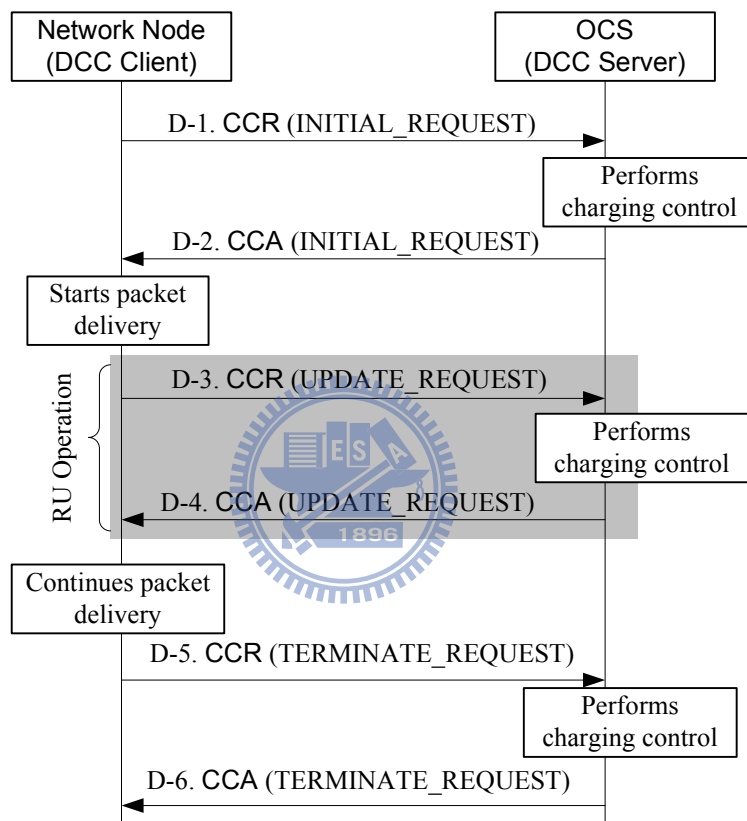 Network Node
(DCC Client)
OCS
(DCC Server)
D-1. CCR (INITIAL_REQUEST)
Performs
charging control
D-2. CCA (INITIAL_REQUEST)
Starts packet
delivery
RU Operation
D-3. CCR (UPDATE_REQUEST)
ESA
Performs
charging control
D-4. CCA (UPDATE_REQUEST)
1896
Continues packet
delivery
D-5. CCR (TERMINATE_REQUEST)
Performs
charging control
D-6. CCA (TERMINATE_REQUEST)